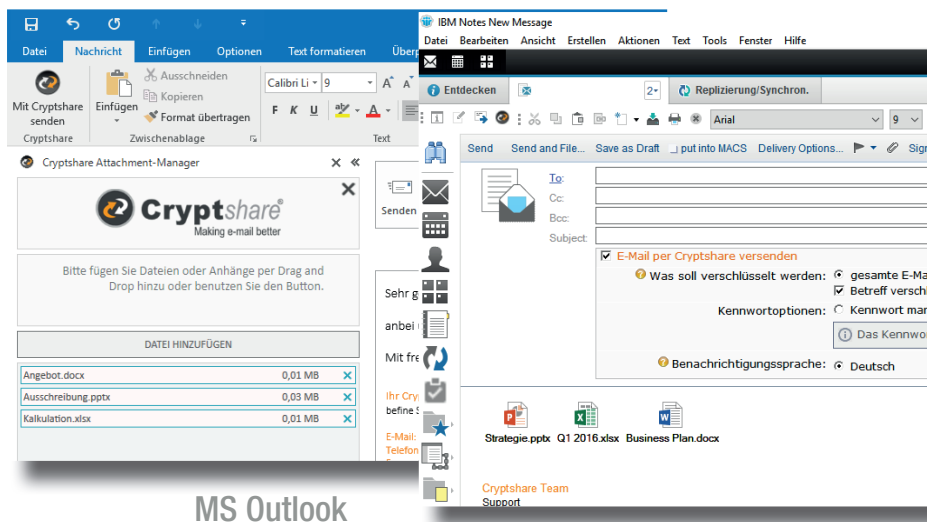 Datei Nachricht Einfügen Optionen Text formatieren Überp
Mit Cryptshare senden
Cryptshare
Einfügen
Ausschneiden
Kopieren
Format übertragen
Zwischenablage
Calibri Li 9 A A
F K U aby A
Text
Cryptshare Attachment-Manager
Cryptshare®
Making e-mail better
Bitte fügen Sie Dateien oder Anhänge per Drag and
Drop hinzu oder benutzen Sie den Button.
DATEI HINZUFÜGEN
Angebot.docx 0,01 MB
Ausschreibung.pptx 0,03 MB
Kalkulation.xlsx 0,01 MB
Senden
Sehr g
anbei
Mit fre
Ihr Cry
befine S
E-Mail:
Telefon
MS Outlook
IBM Notes New Message
Datei Bearbeiten Ansicht Erstellen Aktionen Text Tools Fenster Hilfe
Entdecken 2 Replizierung/Synchron.
Arial 9
Send Send and File... Save as Draft put into MACS Delivery Options... Sign
To:
Cc:
Bcc:
Subject:
E-Mail per Cryptshare versenden
Was soll verschlüsselt werden: gesamte E-Ma
Betreff versch
Kennwortoptionen: Kennwort man
Das Kennwo
Benachrichtigungssprache: Deutsch
Strategie.pptx Q1 2016.xlsx Business Plan.docx
Cryptshare Team
Support